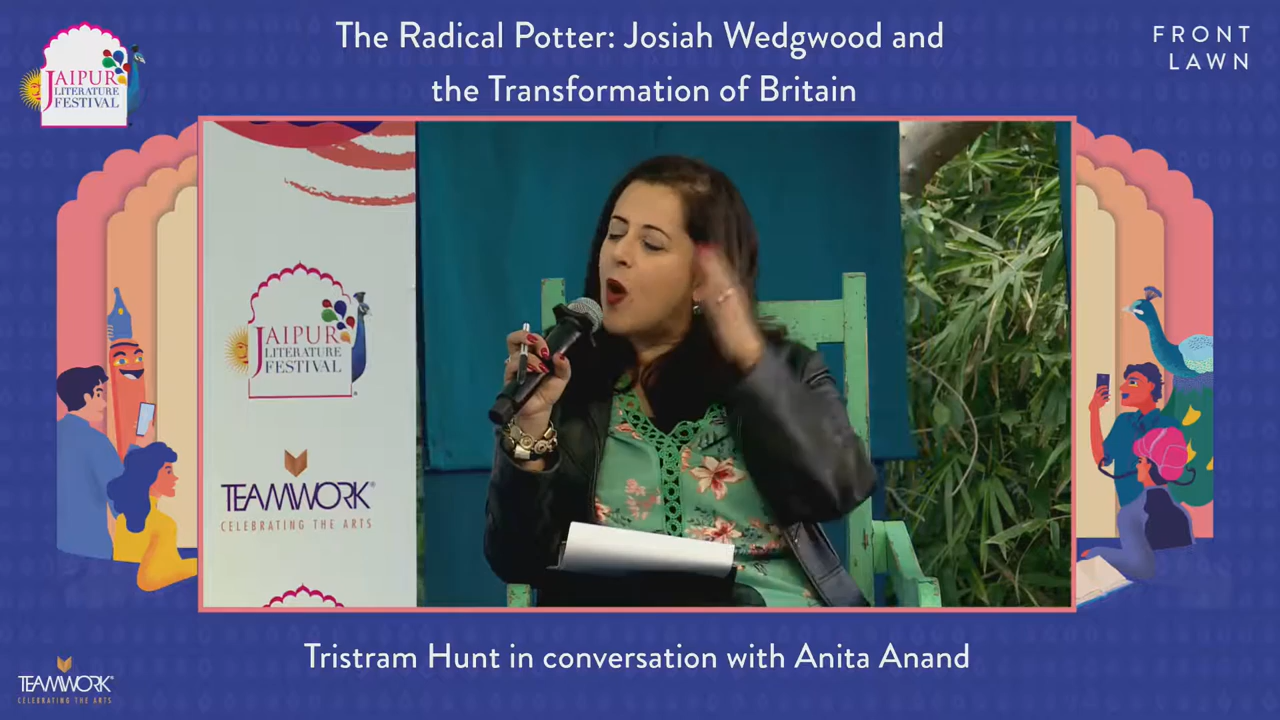 The Radical Potter: Josiah Wedgwood and
the Transformation of Britain
FRONT
LAWN
JAIPUR
LITERATURE
FESTIVAL
JAIPUR
LITERATURE
FESTIVAL
TEAMWORK®
CELEBRATING THE ARTS
Tristram Hunt in conversation with Anita Anand
TEAMWORK®
CELEBRATING THE ARTS